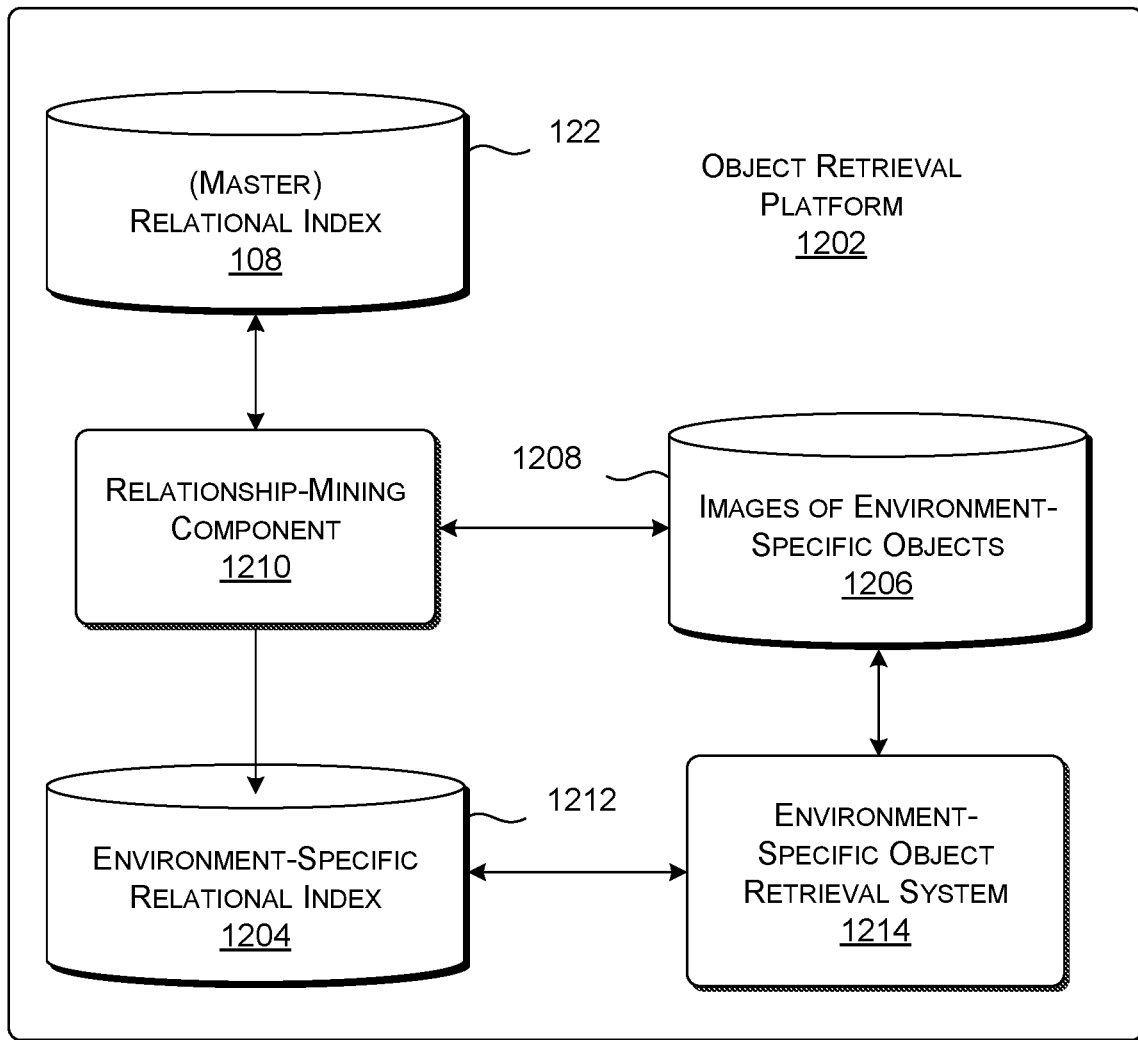 122
(MASTER)
RELATIONAL INDEX
108
OBJECT RETRIEVAL
PLATFORM
1202
RELATIONSHIP-MINING
COMPONENT
1210
1208
IMAGES OF ENVIRONMENT-
SPECIFIC OBJECTS
1206
1212
ENVIRONMENT-SPECIFIC
RELATIONAL INDEX
1204
ENVIRONMENT-
SPECIFIC OBJECT
RETRIEVAL SYSTEM
1214